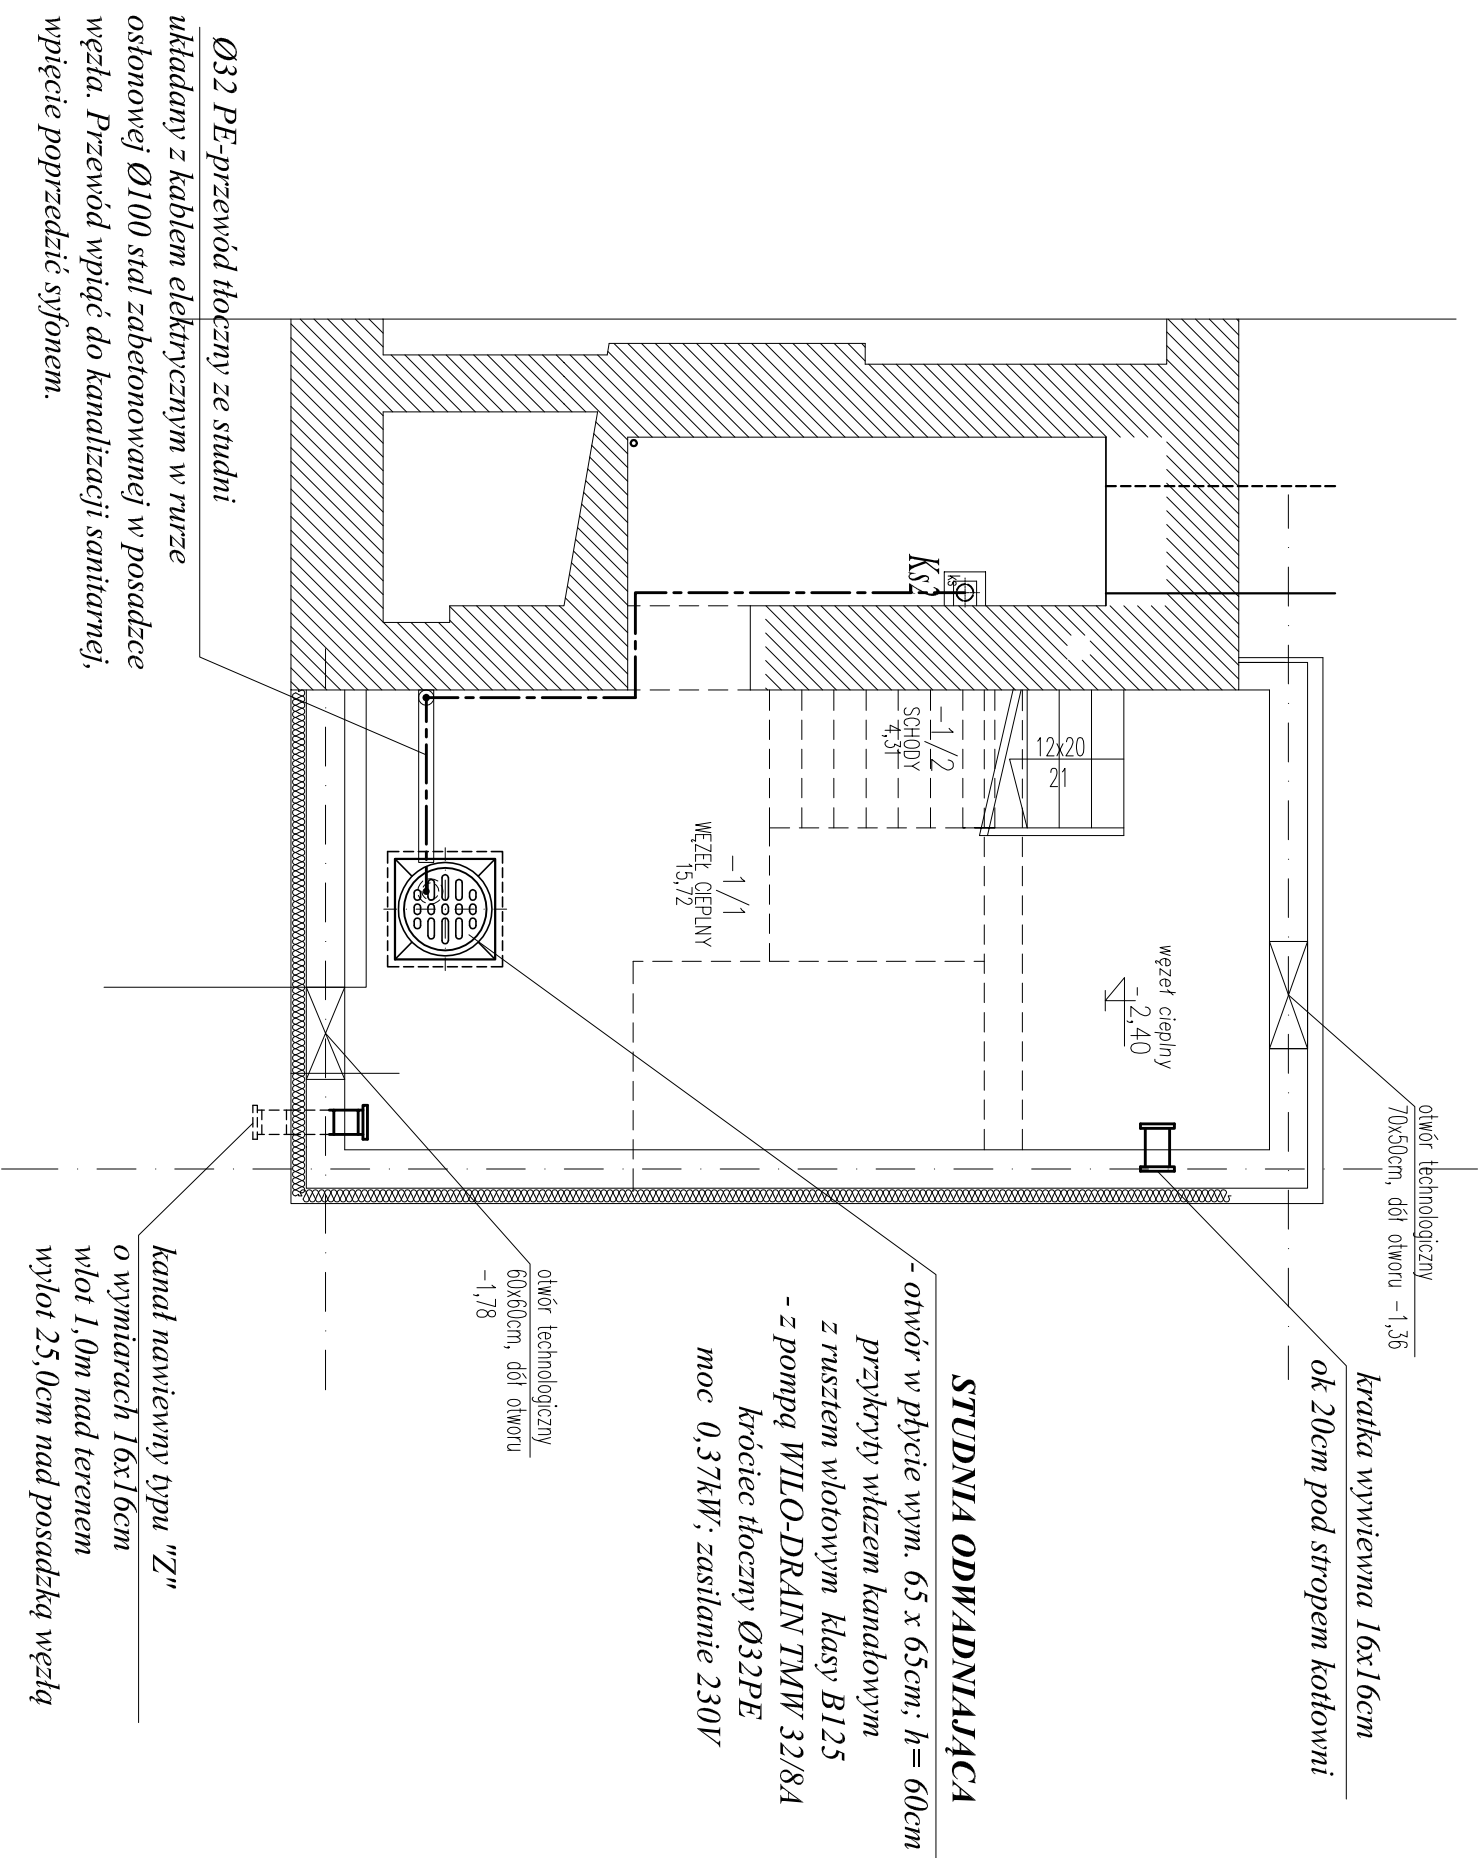 otwór technologiczny
70x50cm, dół otworu -1,36
kratka wywiewna 16x16cm
ok 20cm pod stropem kotłowni
węzeł cieplny
-2,40
12x20
21
-1/2
SCHODY
4,31
Ks
Ks2
-1/1
WĘZEŁ CIEPLNY
15,72
STUDNIA ODWADNIAJĄCA
- otwór w płycie wym. 65 x 65cm; h= 60cm
przykryty włazem kanałowym
z rusztem wlotowym klasy B125
- z pompą WILO-DRAIN TMW 32/8A
króciec tłoczny Ø32PE
moc 0,37kW; zasilanie 230V
otwór technologiczny
60x60cm, dół otworu
-1,78
Ø32 PE-przewód tłoczny ze studni
układany z kablem elektrycznym w rurze
osłonowej Ø100 stal zabetonowanej w posadzce
węzła. Przewód wpiąć do kanalizacji sanitarnej,
wpięcie poprzedzić syfonem.
kanał nawiewny typu "Z"
o wymiarach 16x16cm
wlot 1,0m nad terenem
wylot 25,0cm nad posadzką węzłą